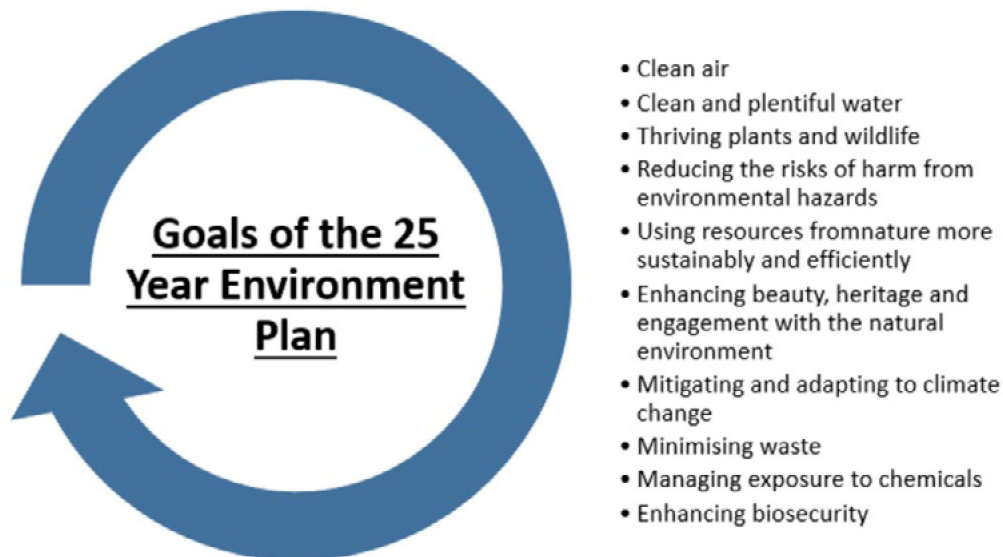 Goals of the 25
Year Environment
Plan
• Clean air
• Clean and plentiful water
• Thriving plants and wildlife
• Reducing the risks of harm from
environmental hazards
• Using resources fromnature more
sustainably and efficiently
• Enhancing beauty, heritage and
engagement with the natural
environment
• Mitigating and adapting to climate
change
• Minimising waste
• Managing exposure to chemicals
• Enhancing biosecurity